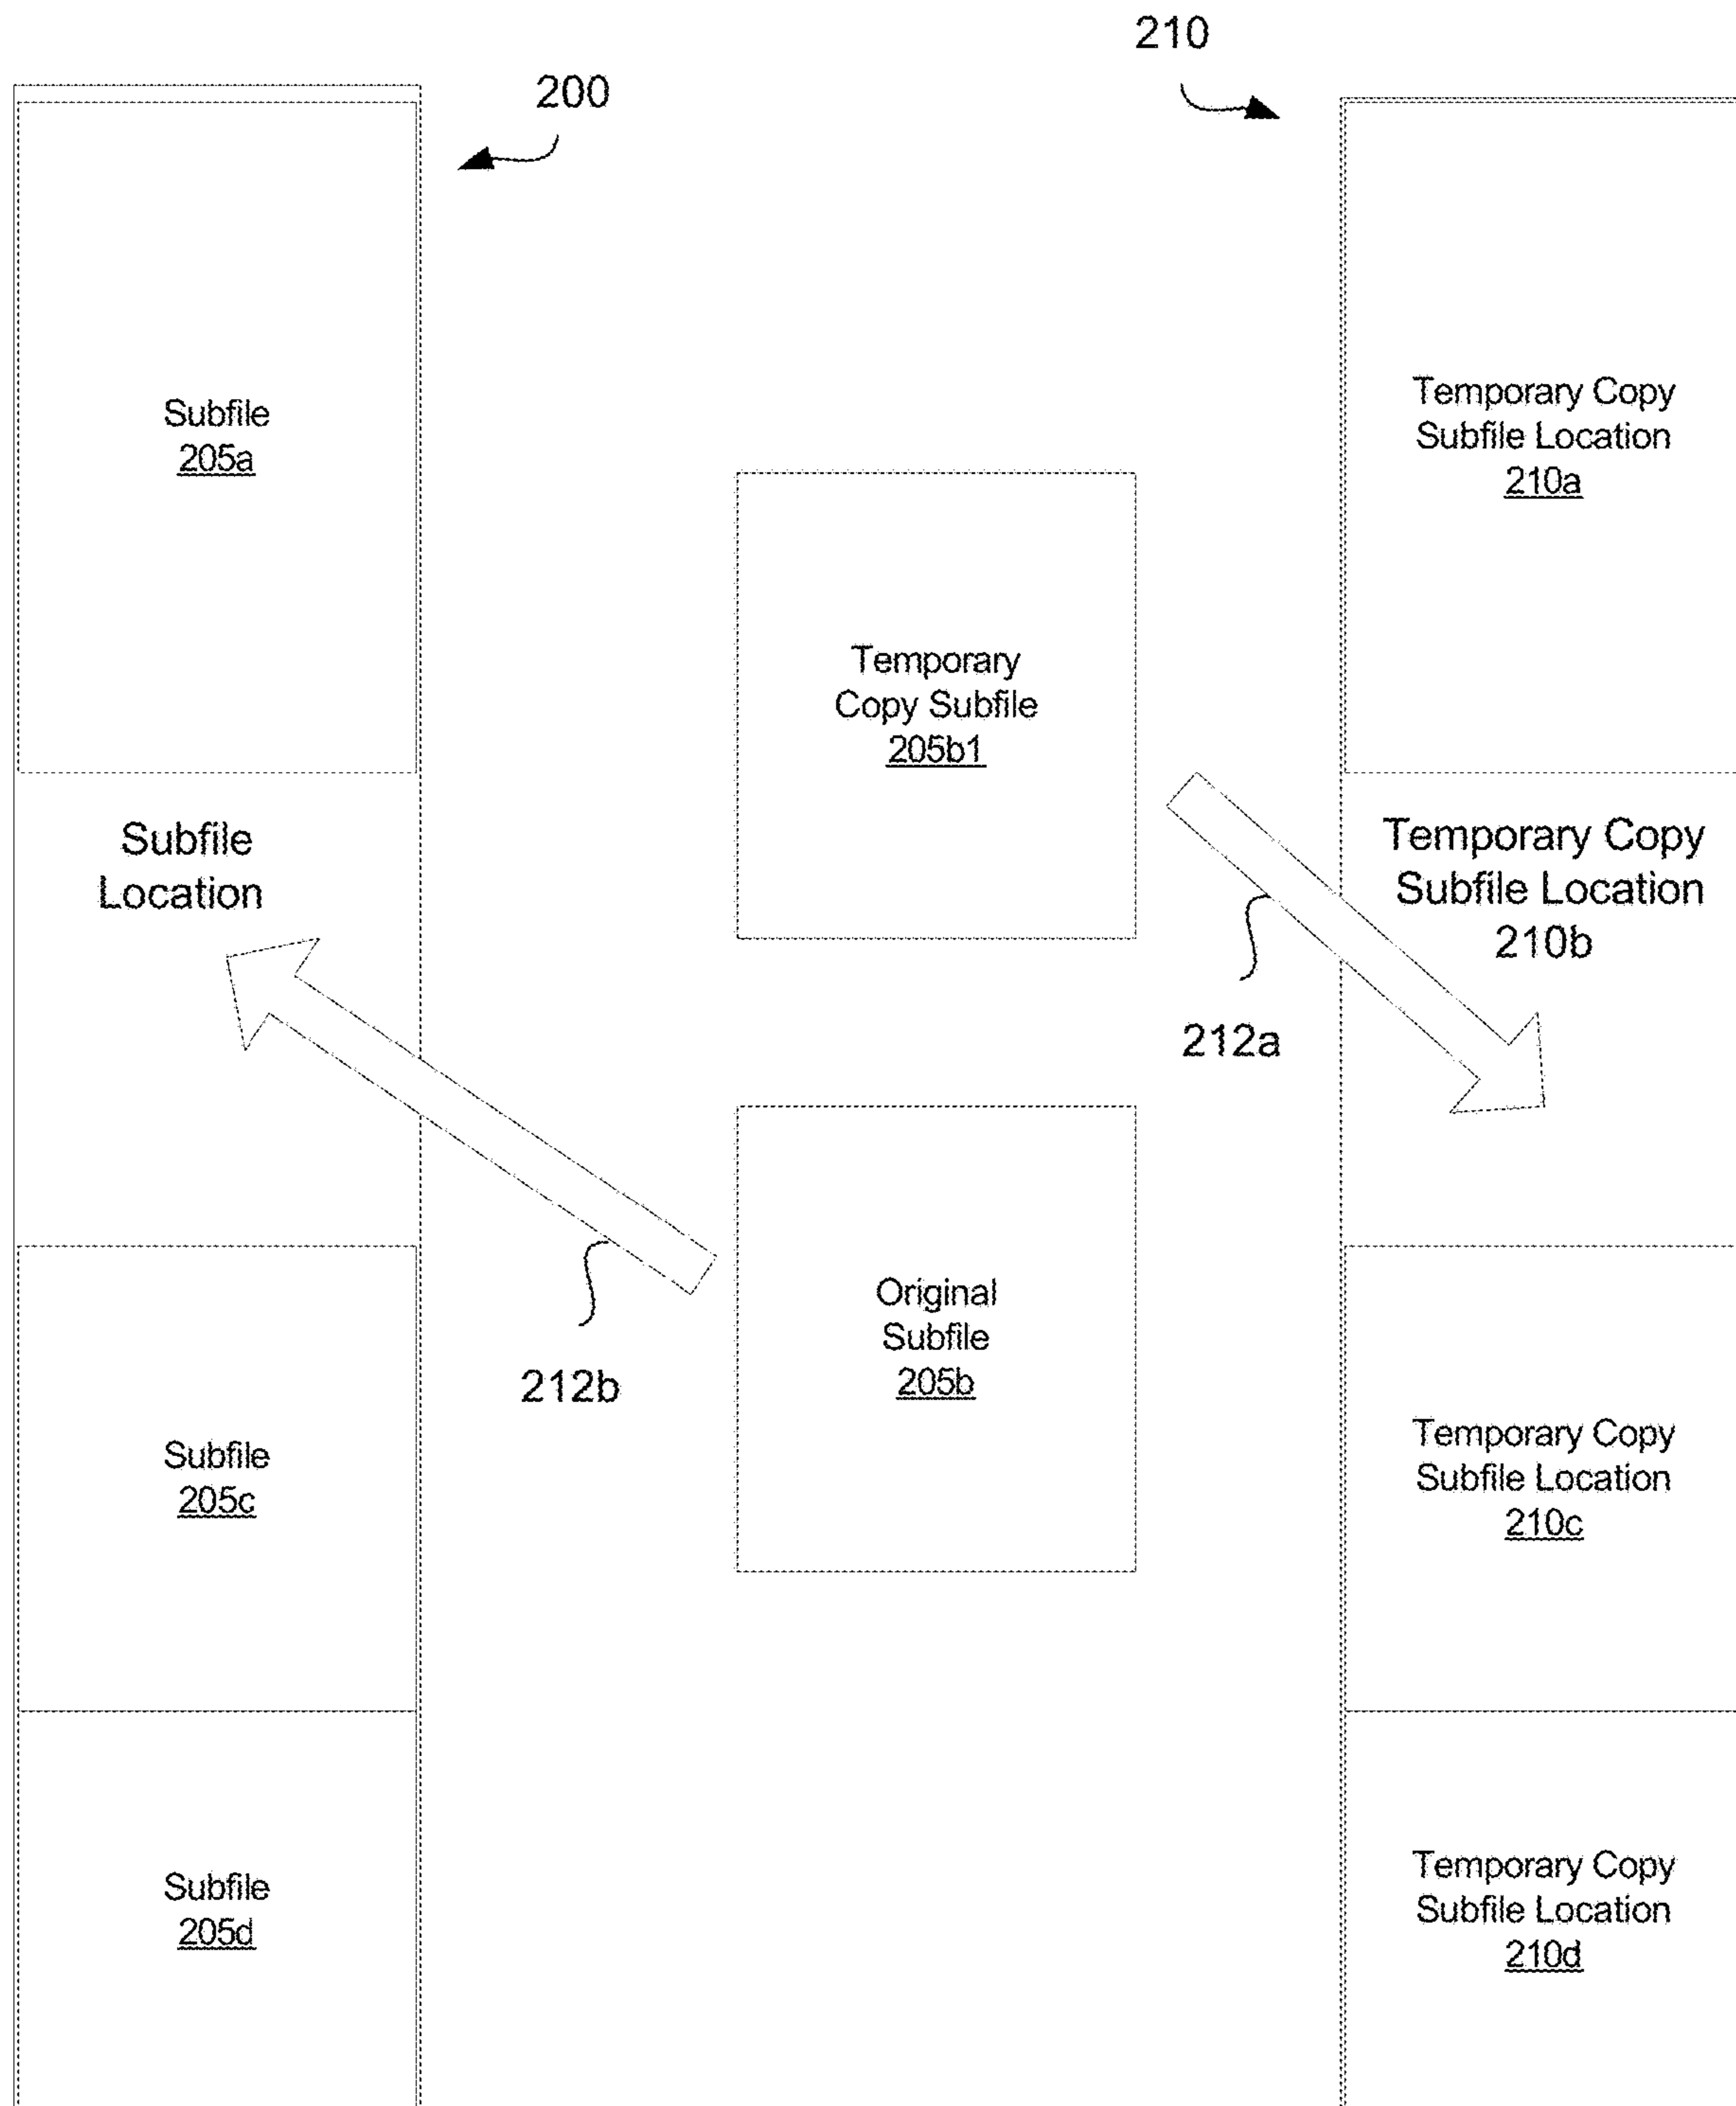 210
200
Subfile
205a
Temporary Copy
Subfile Location
210a
Temporary
Copy Subfile
205b1
Subfile
Location
Temporary Copy
Subfile Location
210b
212a
212b
Original
Subfile
205b
Subfile
205c
Temporary Copy
Subfile Location
210c
Subfile
205d
Temporary Copy
Subfile Location
210d